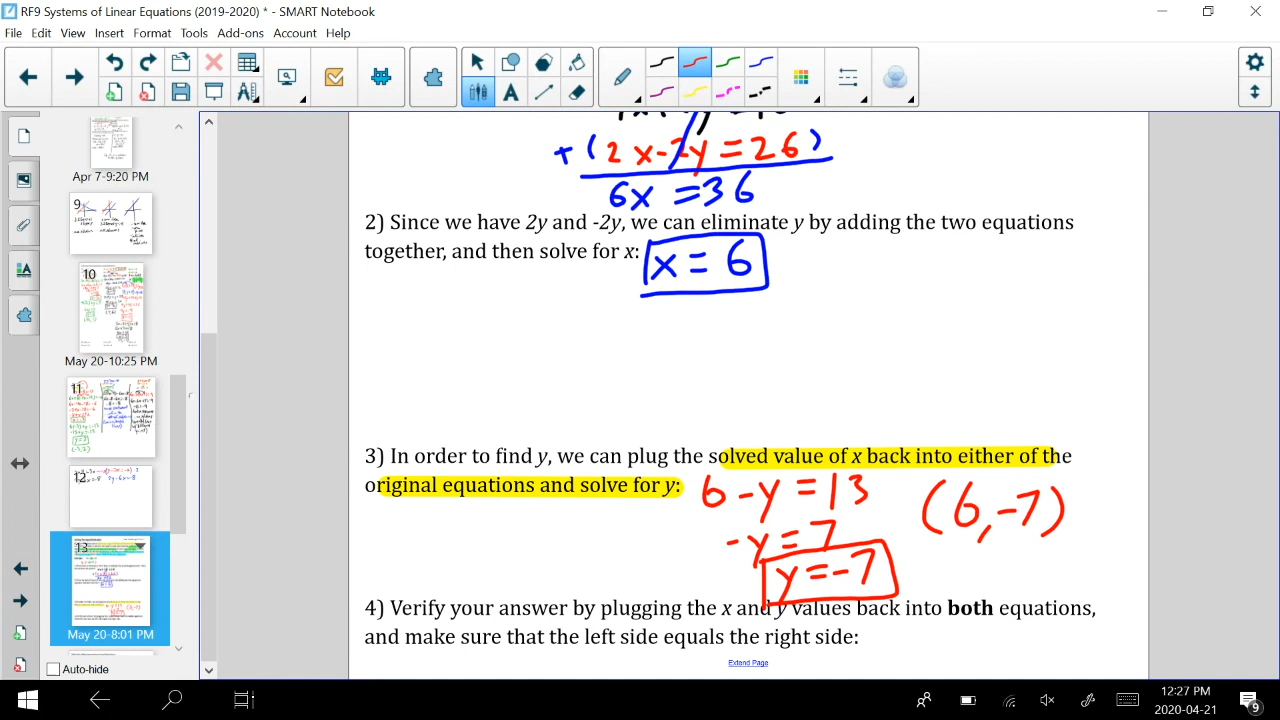 RF9 Systems of Linear Equations (2019-2020) * - SMART Notebook
File Edit View Insert Format Tools Add-ons Account Help
Apr 7-9:20 PM
9
10
May 20-10:25 PM
11
12
13
May 20-8:01 PM
Auto-hide
+ (2x-2y=26)
6x = 36
2) Since we have 2y and -2y, we can eliminate y by adding the two equations
together, and then solve for x:
x = 6
3) In order to find y, we can plug the solved value of x back into either of the
original equations and solve for y:
6 - y = 13
(6, -7)
-y = 7
y = -7
4) Verify your answer by plugging the x and y values back into both equations,
and make sure that the left side equals the right side:
Extend Page
12:27 PM
2020-04-21
9